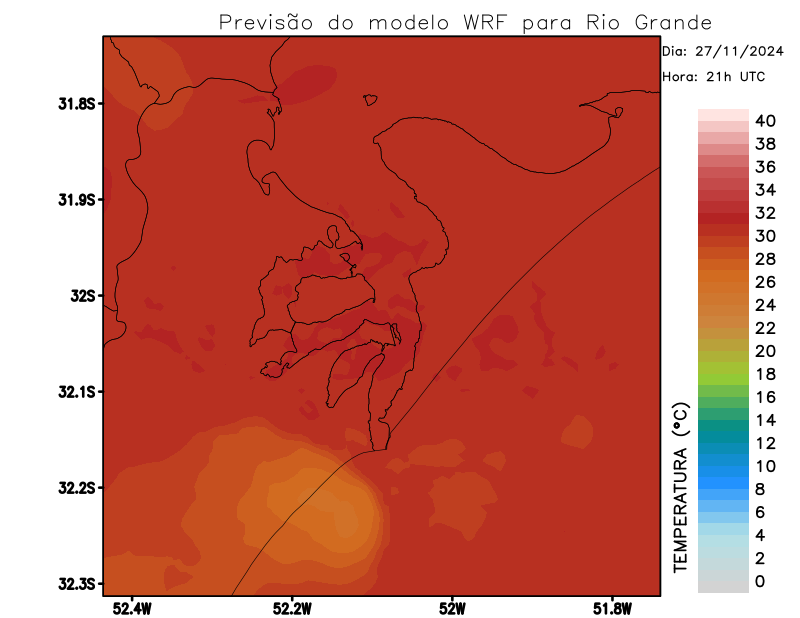 Previsão do modelo WRF para Rio Grande
Dia: 27/11/2024
Hora: 21h UTC
31.8S
31.9S
32S
32.1S
32.2S
32.3S
52.4W
52.2W
52W
51.8W
40
38
36
34
32
30
28
26
24
22
20
18
16
14
12
10
8
6
4
2
0
TEMPERATURA (°C)